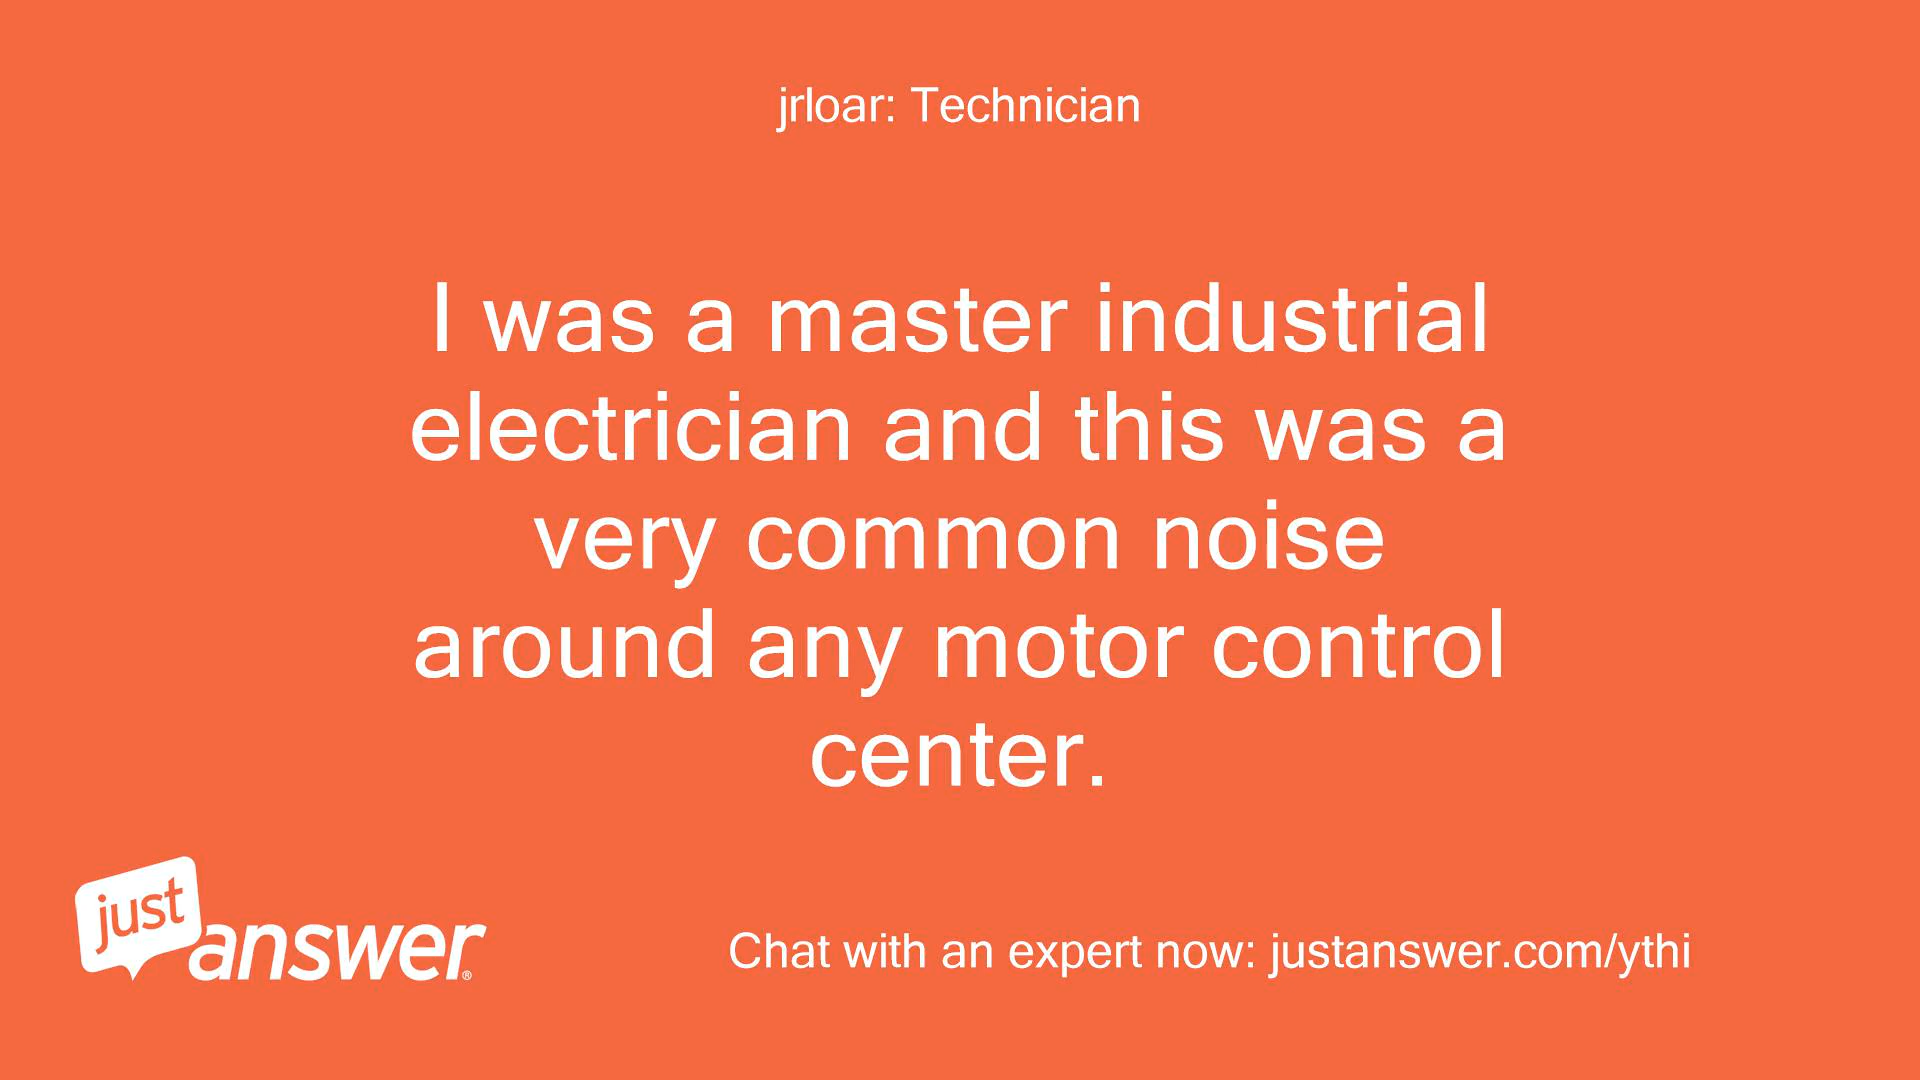 jrloar: Technician
I was a master industrial
electrician and this was a
very common noise
around any motor control
center.
just
answer®
Chat with an expert now: justanswer.com/ythi